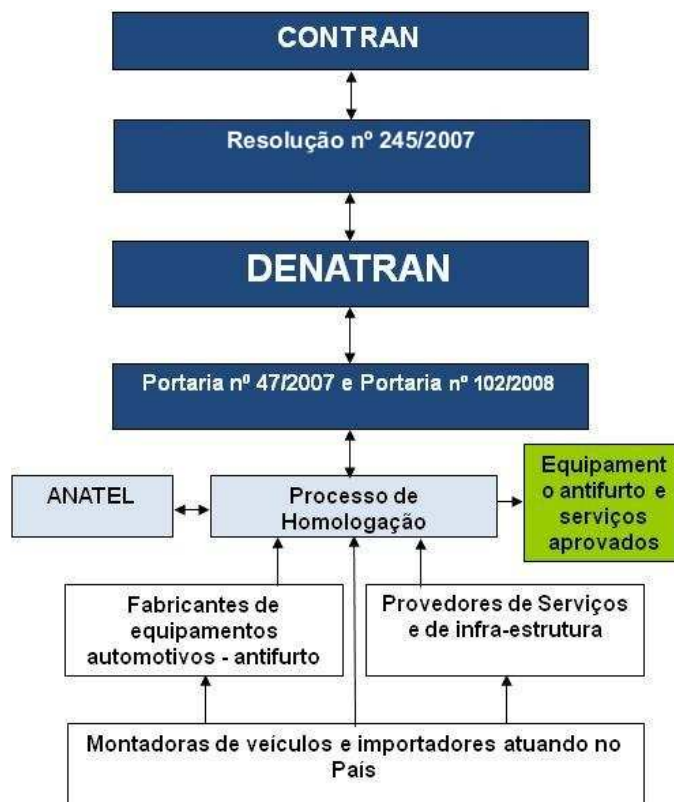 CONTRAN
Resolução nº 245/2007
DENATRAN
Portaria nº 47/2007 e Portaria nº 102/2008
ANATEL
Processo de
Homologação
Equipament
o antifurto e
serviços
aprovados
Fabricantes de
equipamentos
automotivos - antifurto
Provedores de Serviços
e de infra-estrutura
Montadoras de veículos e importadores atuando no
País